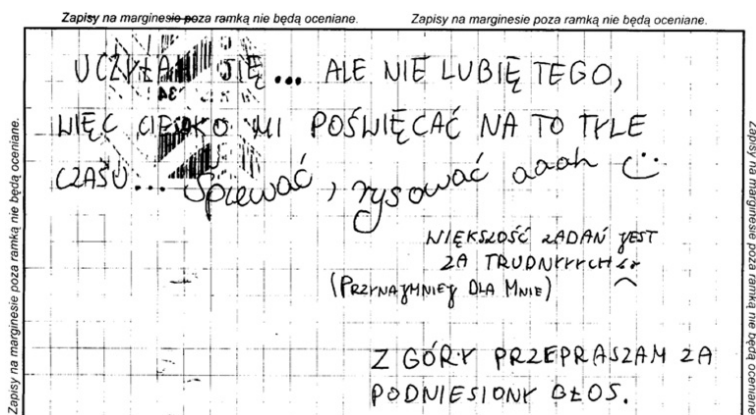 Zapisy na marginesie poza ramką nie będą oceniane. Zapisy na marginesie poza ramką nie będą oceniane.
UCZYŁAM SIĘ... ALE NIE LUBIĘ TEGO,
WIĘC CIĘŻKO MI POŚWIĘCAĆ NA TO TYLE
CZASU... Śpiewać, rysować aaah
WIĘKSZOŚĆ ZADAŃ JEST
ZA TRUDNYYYCH
(PRZYNAJMNIEJ DLA MNIE)
Z GÓRY PRZEPRASZAM ZA
PODNIESIONY GŁOS.
Zapisy na marginesie poza ramką nie będą oceniane.
Zapisy na marginesie poza ramką nie będą oceniane.